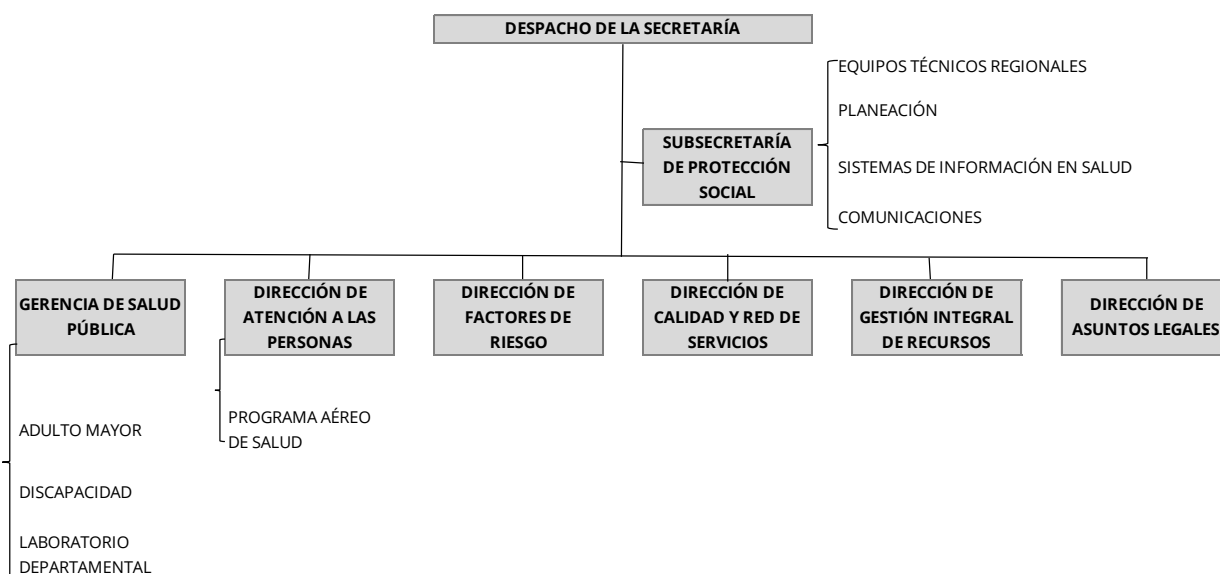 DESPACHO DE LA SECRETARÍA
EQUIPOS TÉCNICOS REGIONALES
PLANEACIÓN
SUBSECRETARÍA
DE PROTECCIÓN
SOCIAL
SISTEMAS DE INFORMACIÓN EN SALUD
COMUNICACIONES
GERENCIA DE SALUD
PÚBLICA
DIRECCIÓN DE
ATENCIÓN A LAS
PERSONAS
DIRECCIÓN DE
FACTORES DE
RIESGO
DIRECCIÓN DE
CALIDAD Y RED DE
SERVICIOS
DIRECCIÓN DE
GESTIÓN INTEGRAL
DE RECURSOS
DIRECCIÓN DE
ASUNTOS LEGALES
ADULTO MAYOR
DISCAPACIDAD
LABORATORIO
DEPARTAMENTAL
PROGRAMA AÉREO
DE SALUD